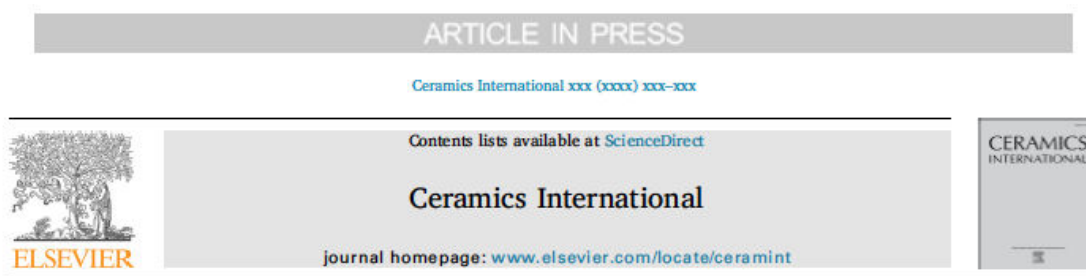 ARTICLE IN PRESS
Ceramics International xxx (xxxx) xxx–xxx
Contents lists available at ScienceDirect
Ceramics International
journal homepage: www.elsevier.com/locate/ceramint
ELSEVIER
CERAMICS
INTERNATIONAL